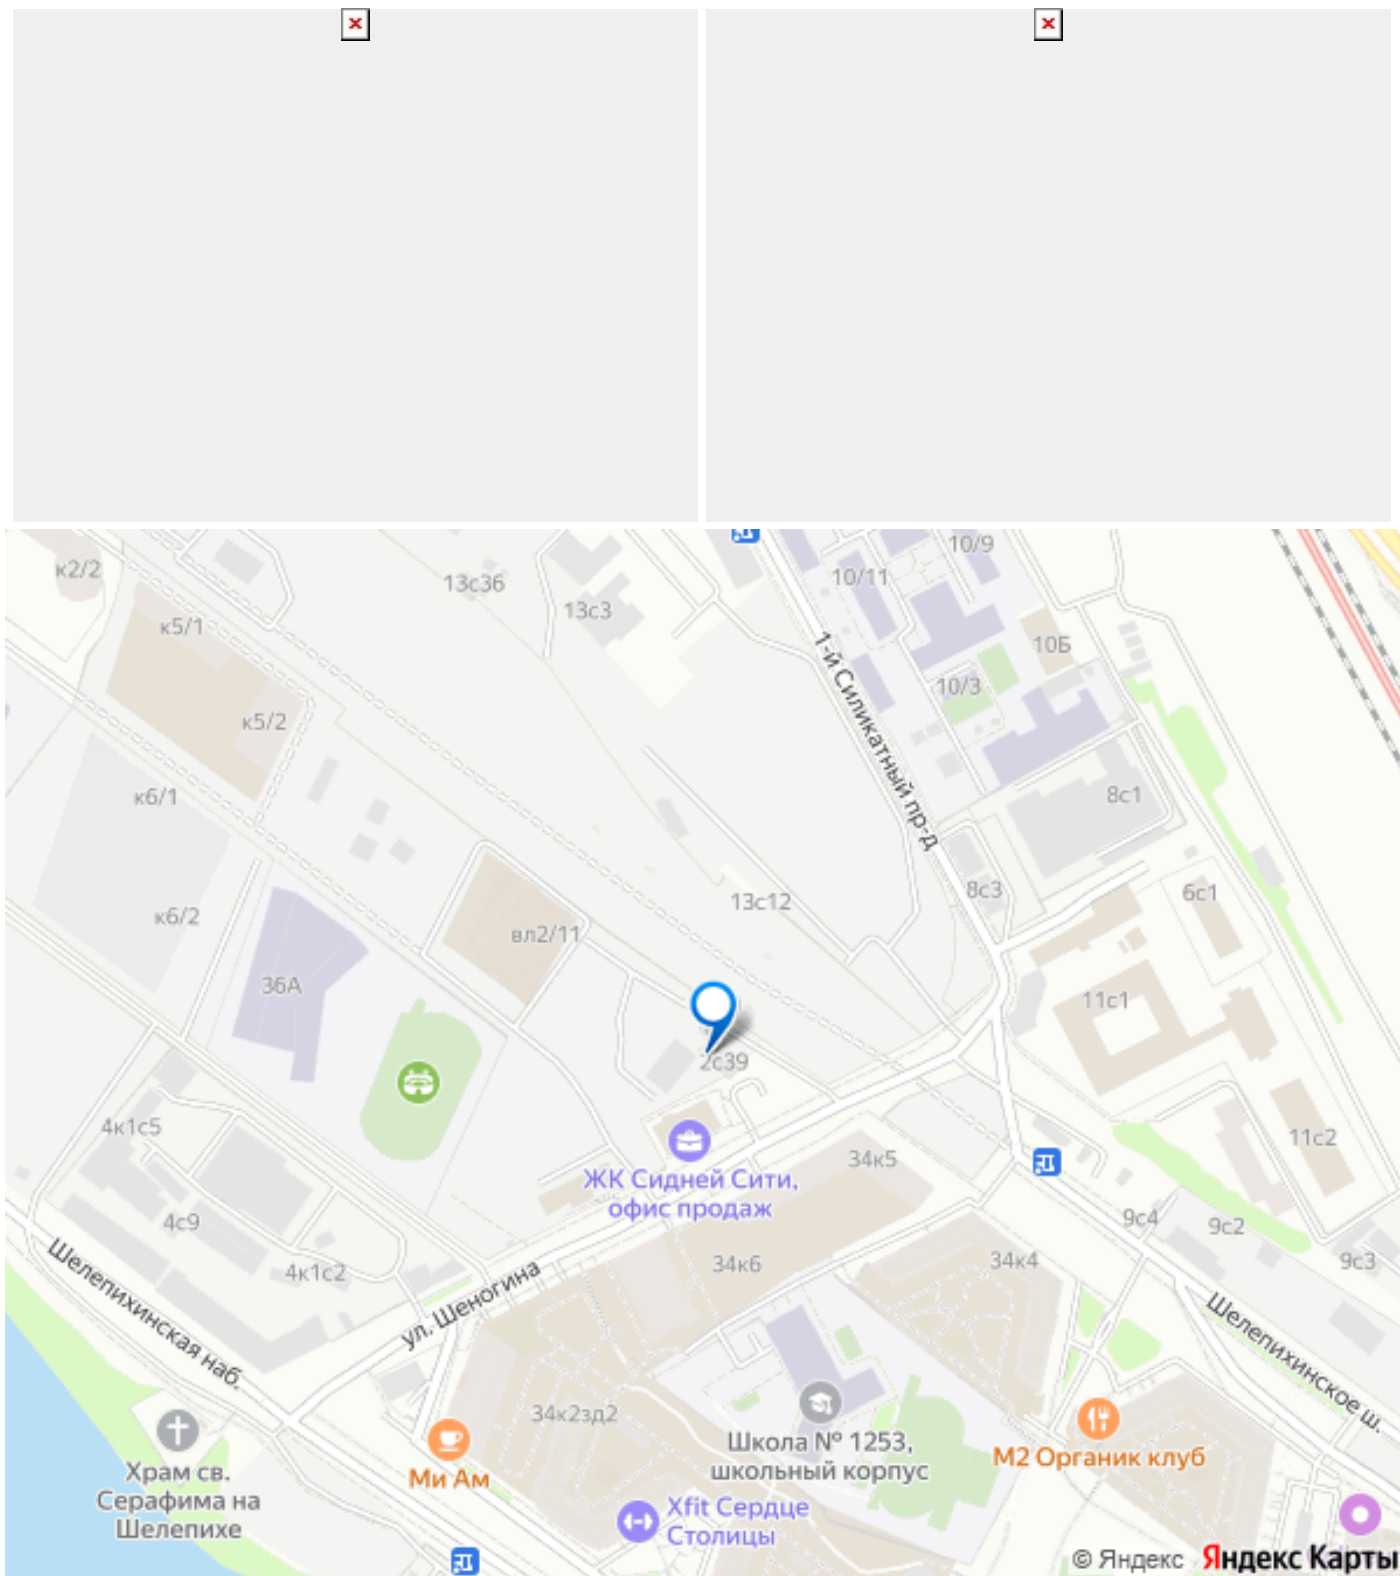 к2/2
13с36
13с3
10/9
10/11
к5/1
10Б
1-й Силикатный пр-д
10/3
к5/2
к6/1
8с1
8с3
6с1
13с12
к6/2
вл2/11
36А
11с1
2с39
4к1с5
11с2
34к5
ЖК Сидней Сити,
офис продаж
4с9
9с4
9с2
34к6
34к4
9с3
4к1с2
ул. Шеногина
Шелепихинская наб.
Шелепихинское ш.
34к2зд2
Школа № 1253,
школьный корпус
М2 Органик клуб
Ми Ам
Храм св.
Серафима на
Шелепихе
Xfit Сердце
Столицы
© Яндекс Яндекс Карты